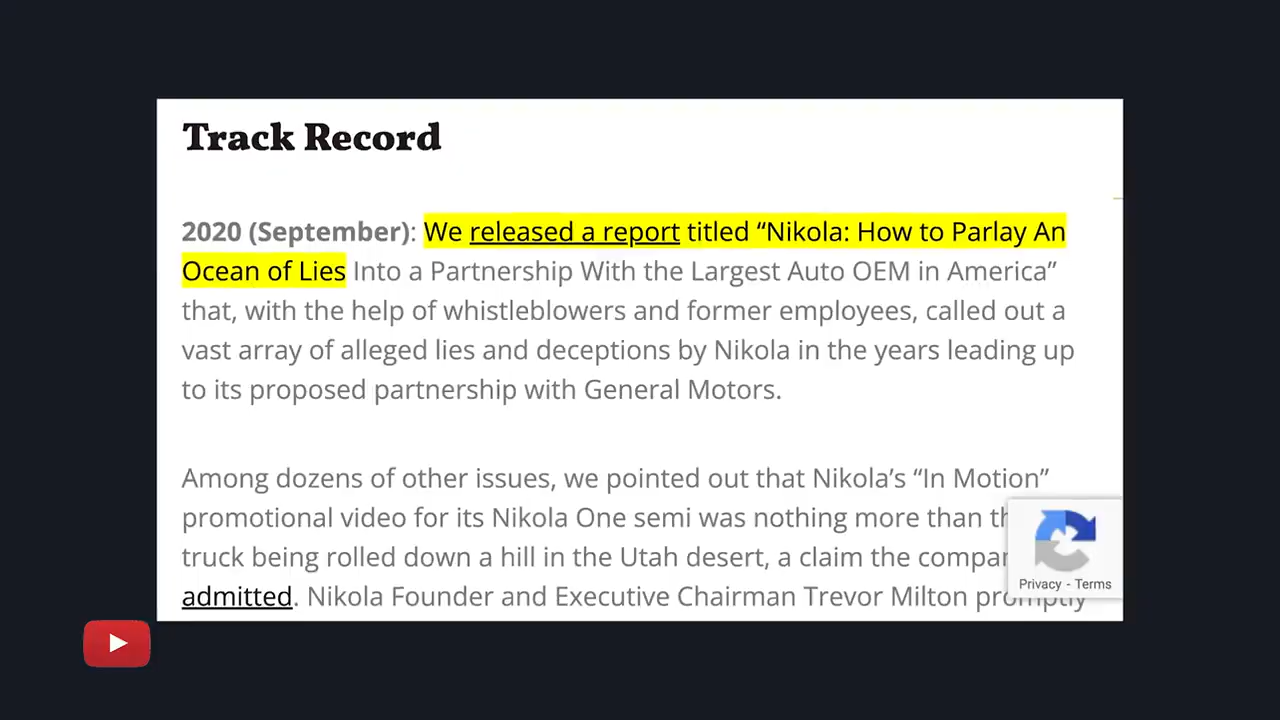 Track Record
2020 (September): We released a report titled “Nikola: How to Parlay An
Ocean of Lies Into a Partnership With the Largest Auto OEM in America”
that, with the help of whistleblowers and former employees, called out a
vast array of alleged lies and deceptions by Nikola in the years leading up
to its proposed partnership with General Motors.
Among dozens of other issues, we pointed out that Nikola’s “In Motion”
promotional video for its Nikola One semi was nothing more than
truck being rolled down a hill in the Utah desert, a claim the
admitted. Nikola Founder and Executive Chairman Trevor Milton promptly
Privacy - Terms